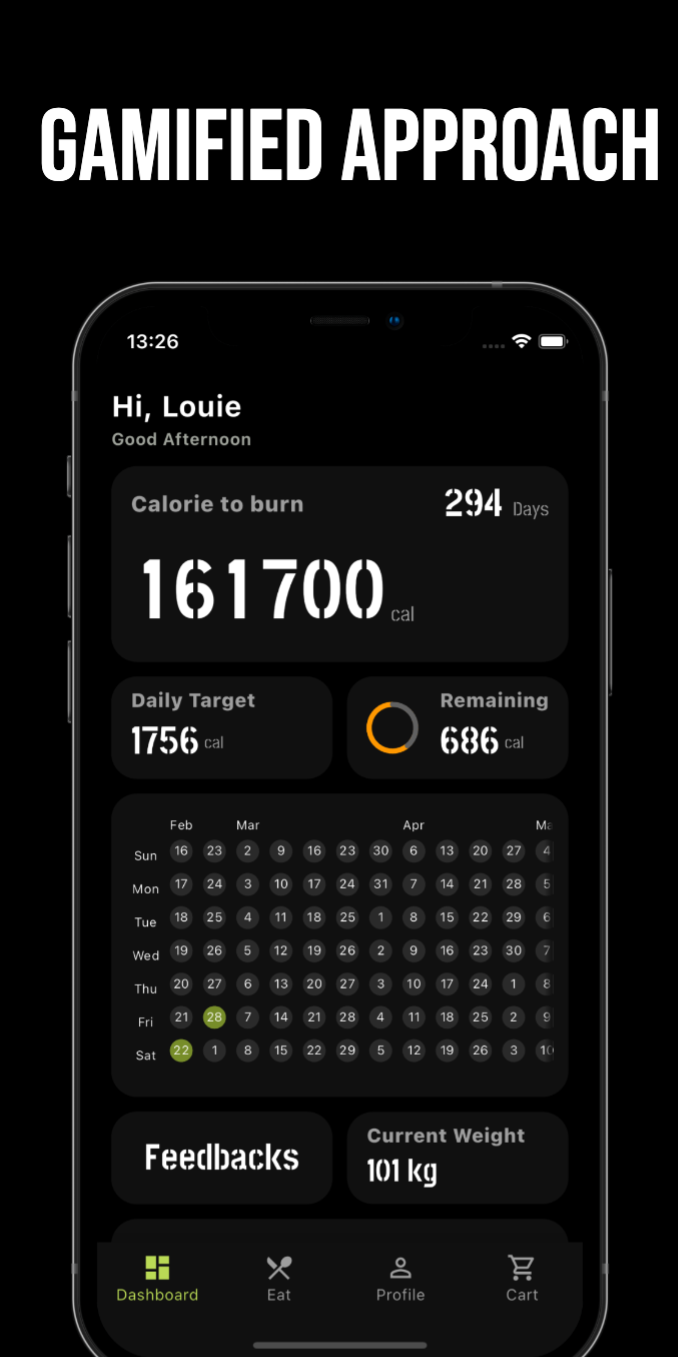 GAMIFIED APPROACH
13:26
Hi, Louie
Good Afternoon
Calorie to burn 294 Days
161700 cal
Daily Target
1756 cal
Remaining
686 cal
Feb Mar Apr Ma
Sun 16 23 2 9 16 23 30 6 13 20 27 4
Mon 17 24 3 10 17 24 31 7 14 21 28 5
Tue 18 25 4 11 18 25 1 8 15 22 29 6
Wed 19 26 5 12 19 26 2 9 16 23 30 7
Thu 20 27 6 13 20 27 3 10 17 24 1 8
Fri 21 28 7 14 21 28 4 11 18 25 2 9
Sat 22 1 8 15 22 29 5 12 19 26 3 10
Feedbacks
Current Weight
101 kg
Dashboard Eat Profile Cart